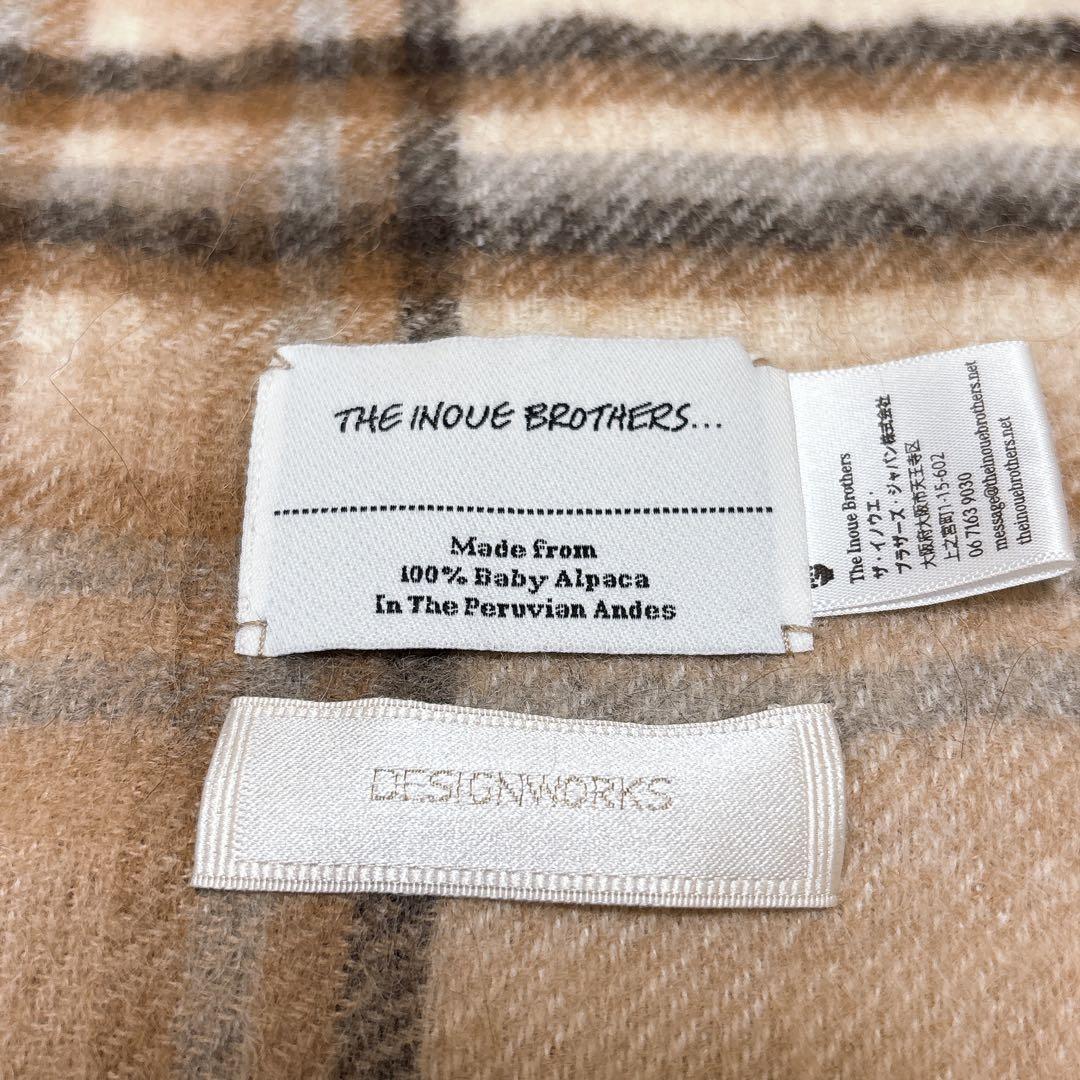 THE INOUE BROTHERS...
Made from
100% Baby Alpaca
In The Peruvian Andes
The Inoue Brothers
ザ・イノウエ・
ブラザーズ・ジャパン株式会社
大阪府大阪市天王寺区
上之宮町1-15-602
06 7163 9030
message@theinouebrothers.net
theinouebrothers.net
DESIGNWORKS